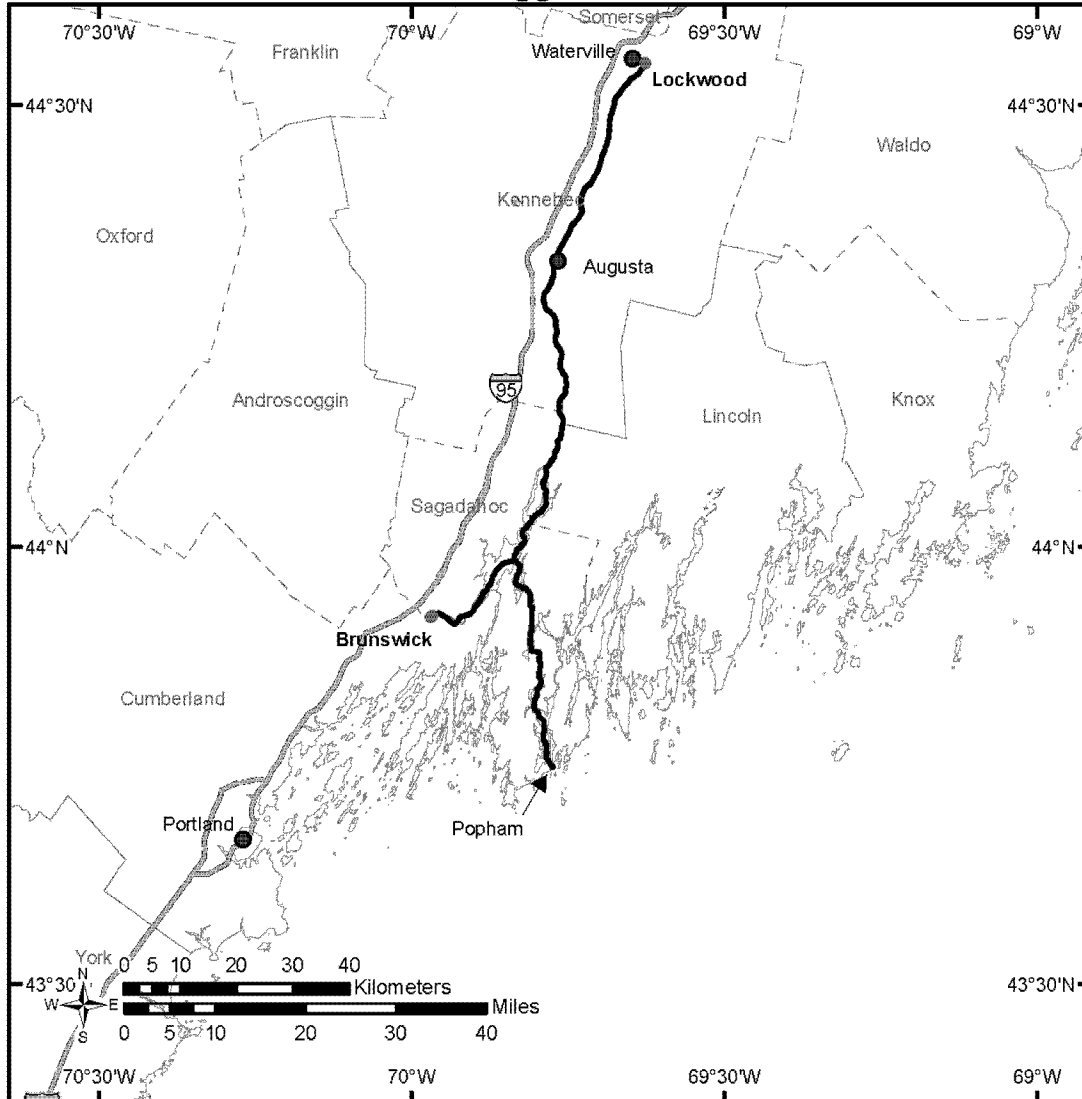 Somerset
70°30'W 70°W 69°30'W 69°W
Franklin
Waterville
Lockwood
44°30'N 44°30'N
Waldo
Kennebec
Oxford
Augusta
95
Androscoggin
Knox
Lincoln
Sagadahoc
44°N 44°N
Brunswick
Cumberland
Portland
Popham
York
N
W E
S
0 5 10 20 30 40
Kilometers
Miles
0 5 10 20 30 40
43°30' 43°30'N
70°30'W 70°W 69°30'W 69°W